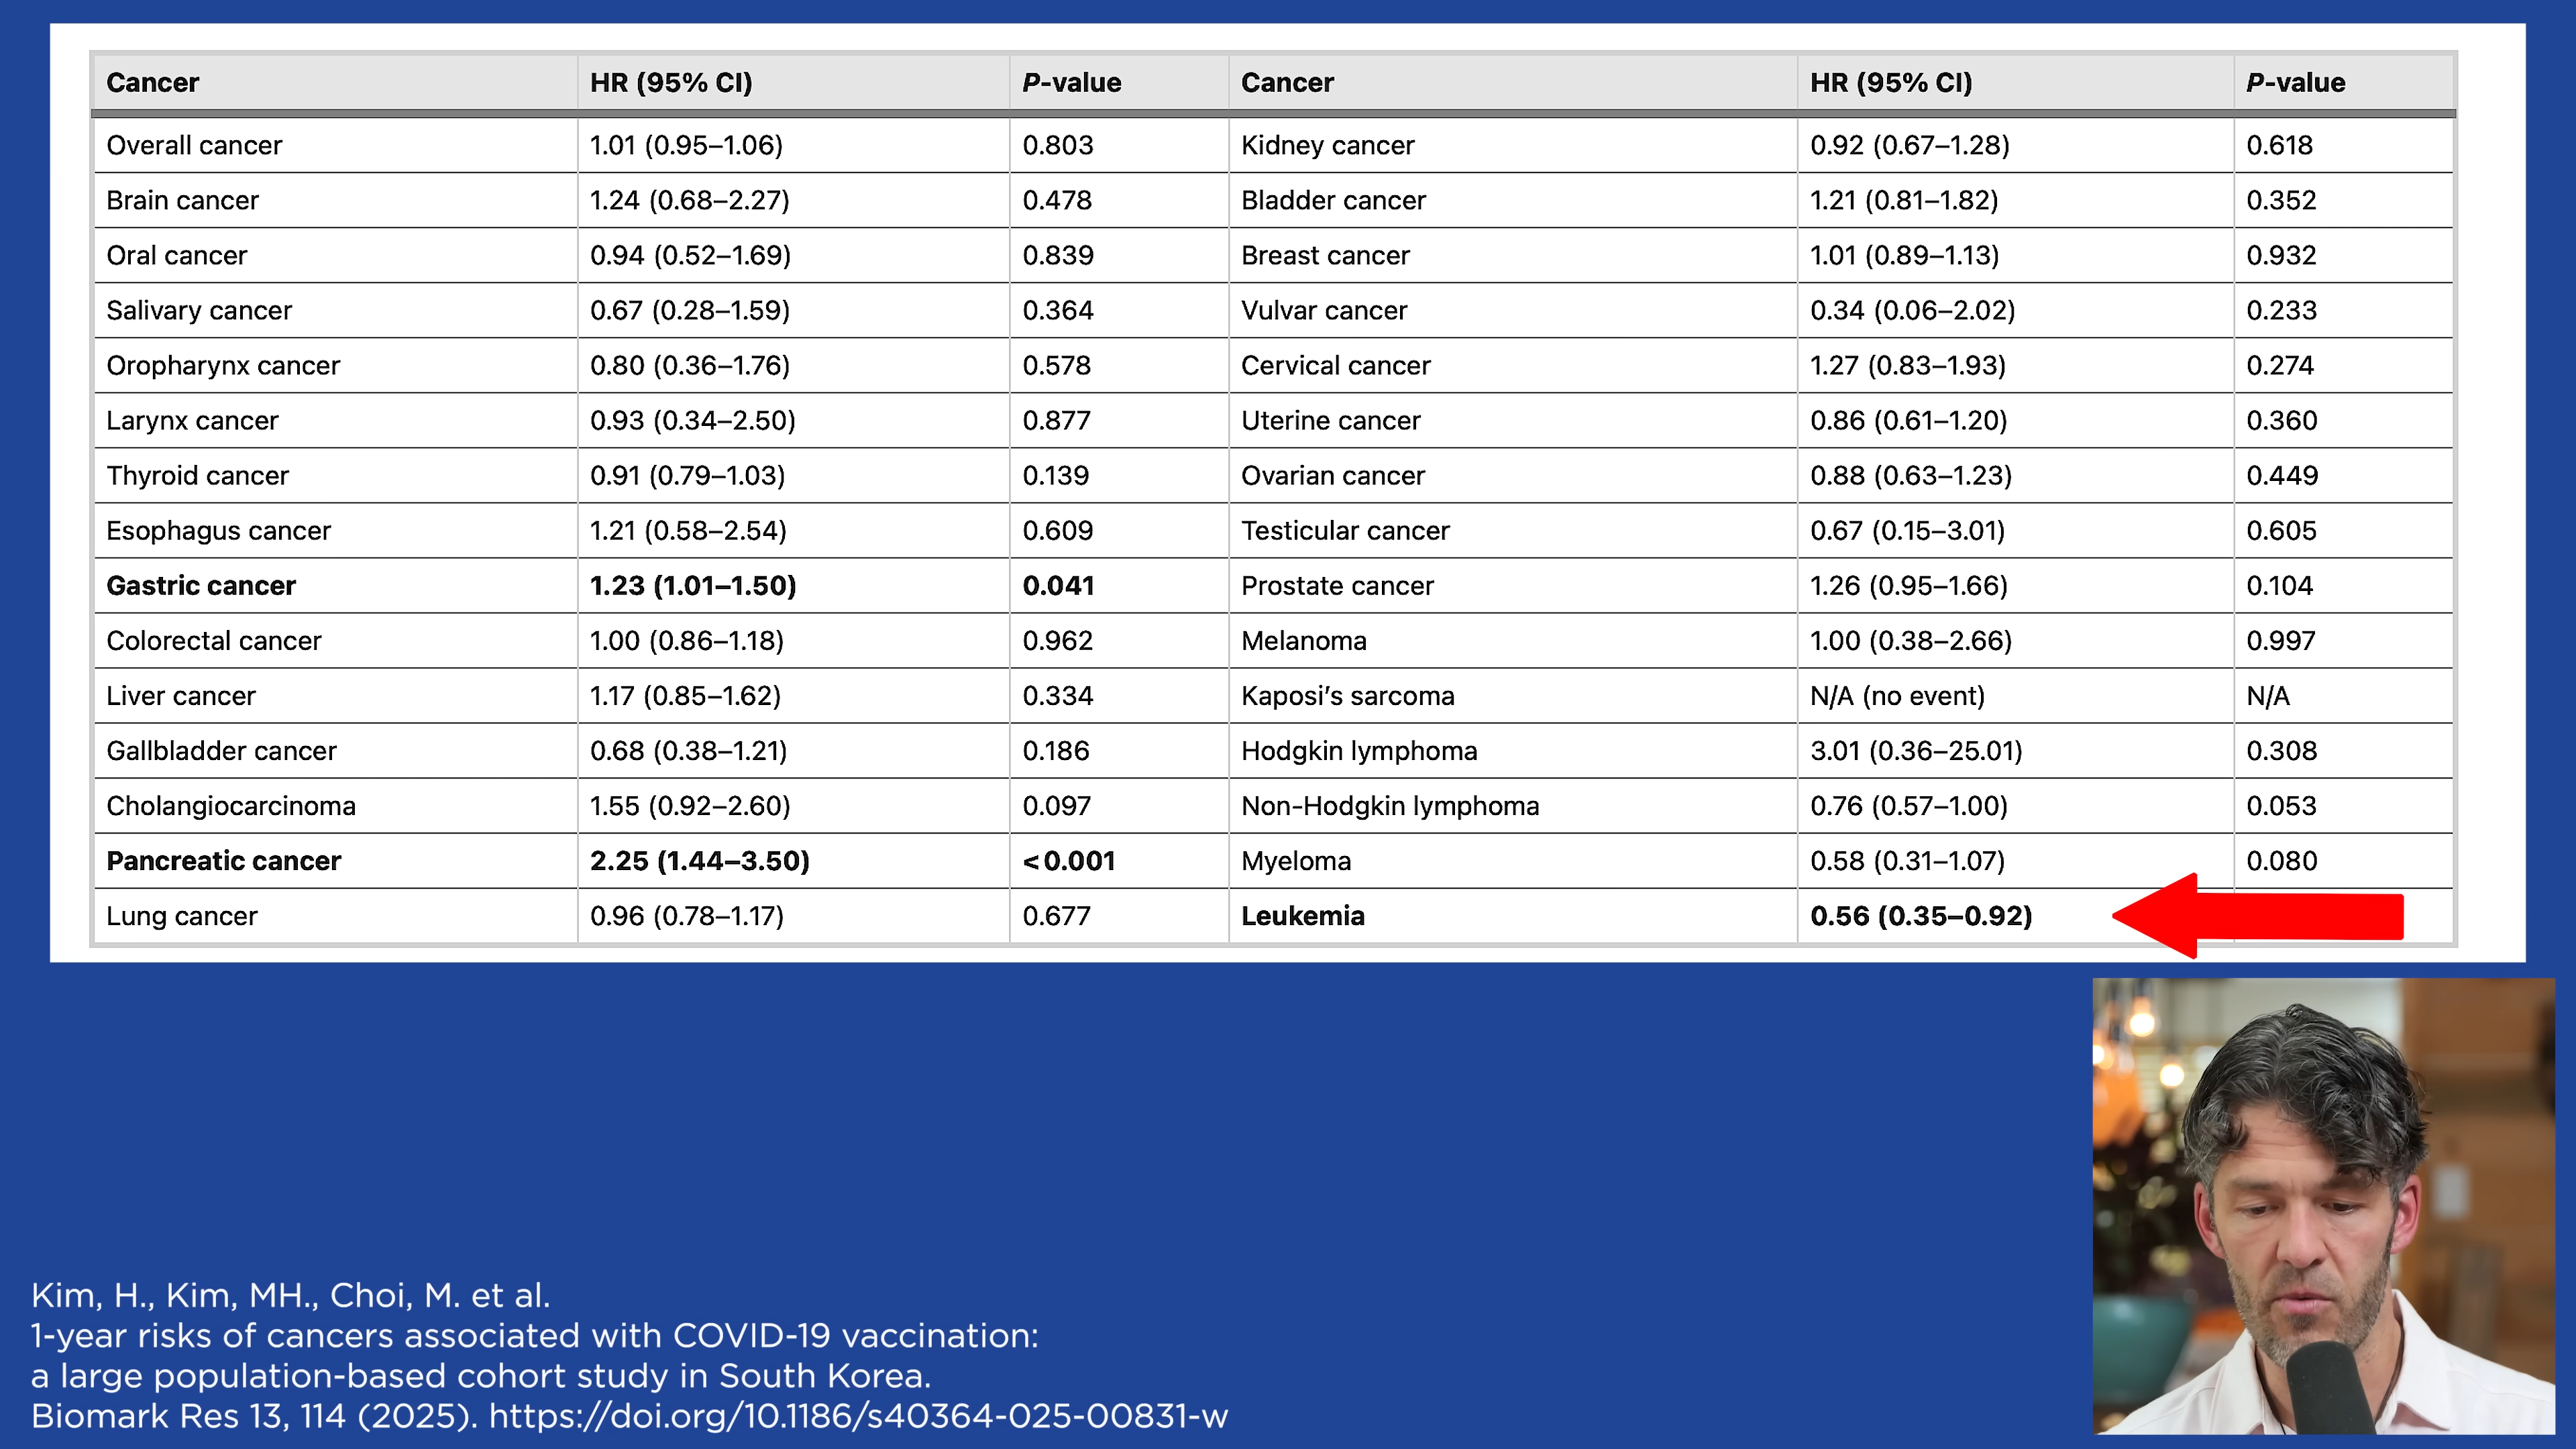 Cancer HR (95% CI) P-value Cancer HR (95% CI) P-value
Overall cancer 1.01 (0.95–1.06) 0.803 Kidney cancer 0.92 (0.67–1.28) 0.618
Brain cancer 1.24 (0.68–2.27) 0.478 Bladder cancer 1.21 (0.81–1.82) 0.352
Oral cancer 0.94 (0.52–1.69) 0.839 Breast cancer 1.01 (0.89–1.13) 0.932
Salivary cancer 0.67 (0.28–1.59) 0.364 Vulvar cancer 0.34 (0.06–2.02) 0.233
Oropharynx cancer 0.80 (0.36–1.76) 0.578 Cervical cancer 1.27 (0.83–1.93) 0.274
Larynx cancer 0.93 (0.34–2.50) 0.877 Uterine cancer 0.86 (0.61–1.20) 0.360
Thyroid cancer 0.91 (0.79–1.03) 0.139 Ovarian cancer 0.88 (0.63–1.23) 0.449
Esophagus cancer 1.21 (0.58–2.54) 0.609 Testicular cancer 0.67 (0.15–3.01) 0.605
Gastric cancer 1.23 (1.01–1.50) 0.041 Prostate cancer 1.26 (0.95–1.66) 0.104
Colorectal cancer 1.00 (0.86–1.18) 0.962 Melanoma 1.00 (0.38–2.66) 0.997
Liver cancer 1.17 (0.85–1.62) 0.334 Kaposi's sarcoma N/A (no event) N/A
Gallbladder cancer 0.68 (0.38–1.21) 0.186 Hodgkin lymphoma 3.01 (0.36–25.01) 0.308
Cholangiocarcinoma 1.55 (0.92–2.60) 0.097 Non-Hodgkin lymphoma 0.76 (0.57–1.00) 0.053
Pancreatic cancer 2.25 (1.44–3.50) <0.001 Myeloma 0.58 (0.31–1.07) 0.080
Lung cancer 0.96 (0.78–1.17) 0.677 Leukemia 0.56 (0.35–0.92)
Kim, H., Kim, MH., Choi, M. et al.
1-year risks of cancers associated with COVID-19 vaccination:
a large population-based cohort study in South Korea.
Biomark Res 13, 114 (2025). https://doi.org/10.1186/s40364-025-00831-w